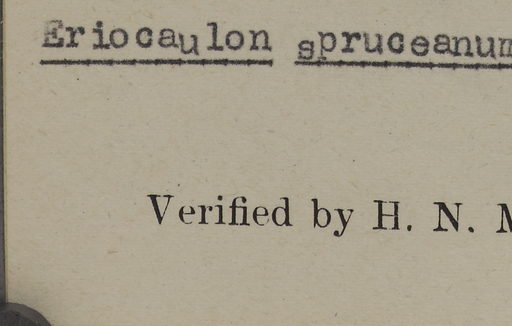 Eriocaulon spruceanum
Verified by H. N.